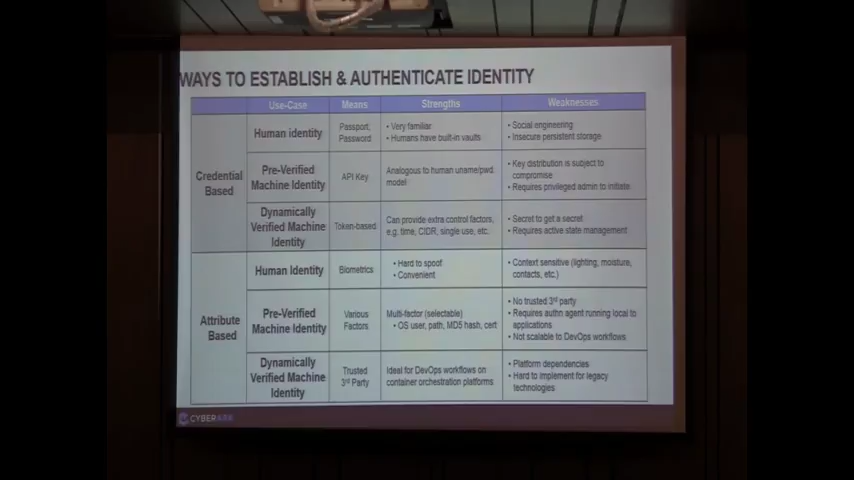 WAYS TO ESTABLISH & AUTHENTICATE IDENTITY
Use-Case Means Strengths Weaknesses
Credential
Based
Human identity
Passport,
Password
• Very familiar
• Humans have built-in vaults
• Social engineering
• Insecure persistent storage
Pre-Verified
Machine Identity
API Key
Analogous to human uname/pwd
model
• Key distribution is subject to
compromise
• Requires privileged admin to initiate
Dynamically
Verified Machine
Identity
Token-based
Can provide extra control factors,
e.g. time, CIDR, single use, etc.
• Secret to get a secret
• Requires active state management
Attribute
Based
Human Identity
Biometrics
• Hard to spoof
• Convenient
• Context sensitive (lighting, moisture,
contacts, etc.)
Pre-Verified
Machine Identity
Various
Factors
Multi-factor (selectable)
• OS user, path, MD5 hash, cert
• No trusted 3rd party
• Requires authn agent running local to
applications
• Not scalable to DevOps workflows
Dynamically
Verified Machine
Identity
Trusted
3rd Party
Ideal for DevOps workflows on
container orchestration platforms
• Platform dependencies
• Hard to implement for legacy
technologies
CYBERARK